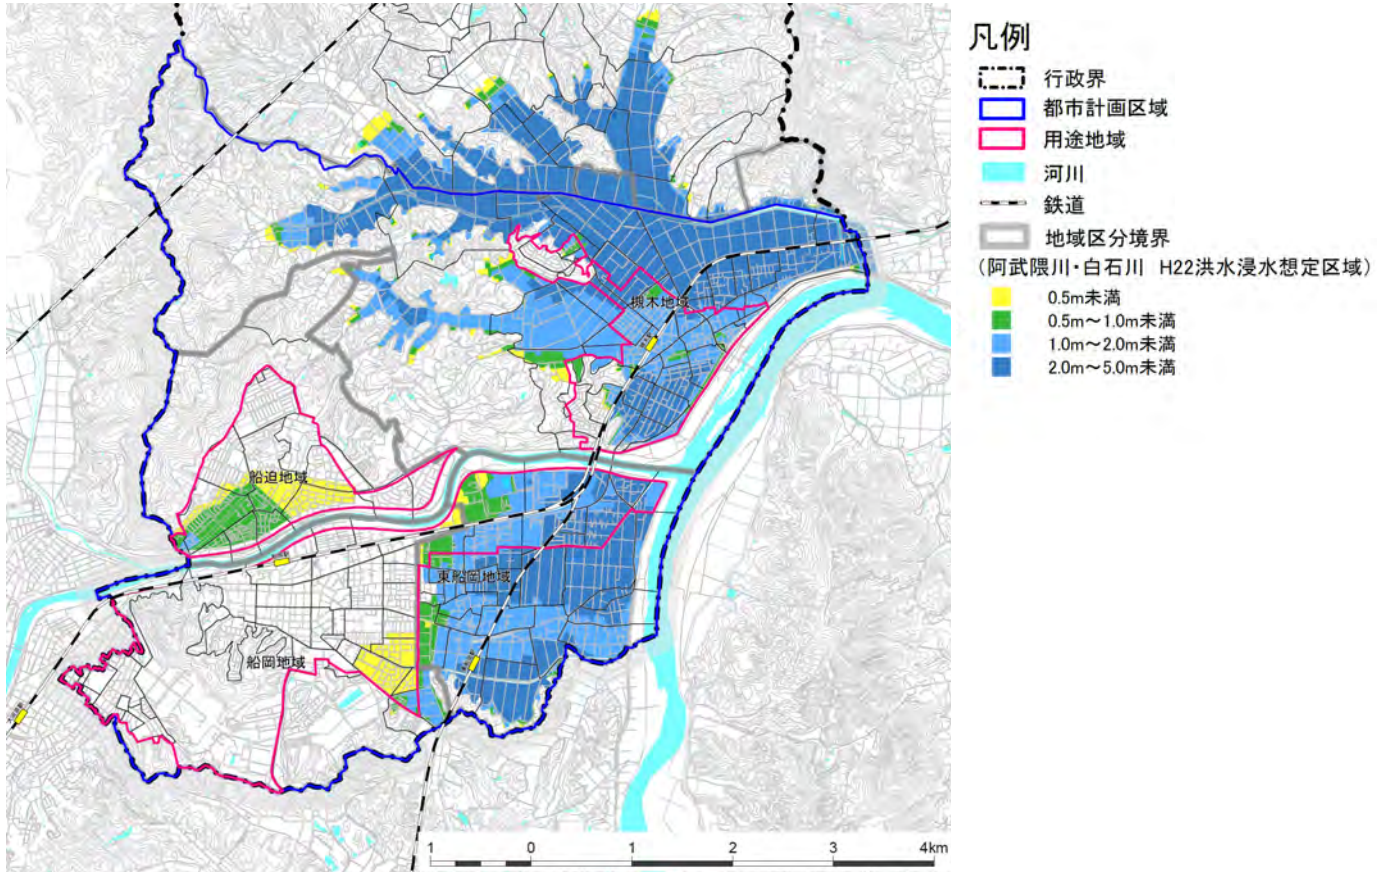 凡例
行政界
都市計画区域
用途地域
河川
鉄道
地域区分境界
（阿武隈川・白石川　H22洪水浸水想定区域）
0.5m未満
0.5m～1.0m未満
1.0m～2.0m未満
2.0m～5.0m未満
槻木地域
船迫地域
東船岡地域
船岡地域
1 0 1 2 3 4km